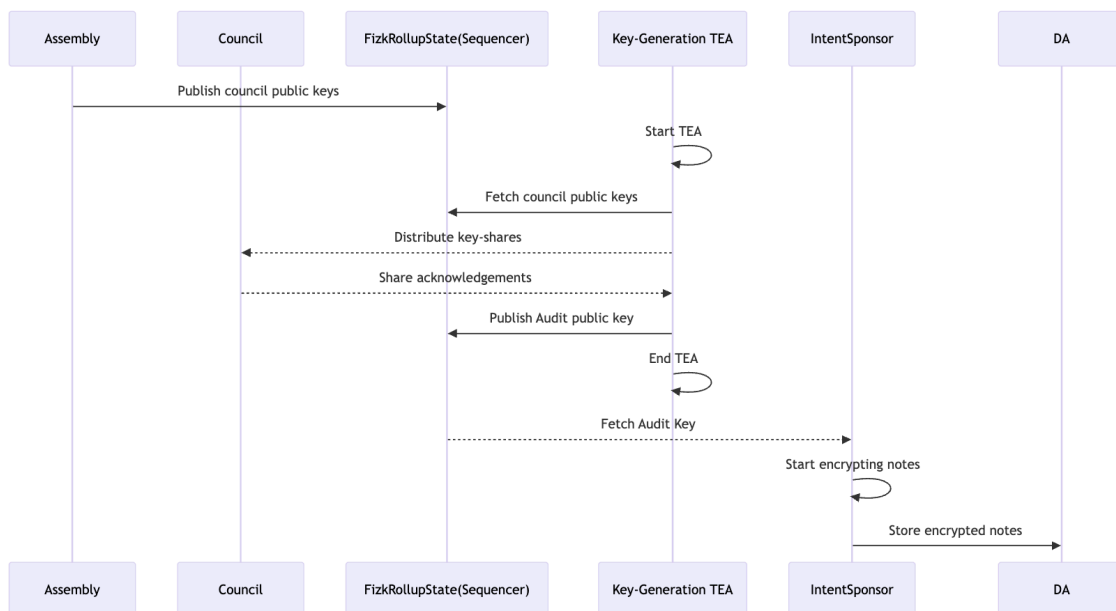 Assembly
Council
FizkRollupState(Sequencer)
Key-Generation TEA
IntentSponsor
DA
Publish council public keys
Start TEA
Fetch council public keys
Distribute key-shares
Share acknowledgements
Publish Audit public key
End TEA
Fetch Audit Key
Start encrypting notes
Store encrypted notes
Assembly
Council
FizkRollupState(Sequencer)
Key-Generation TEA
IntentSponsor
DA